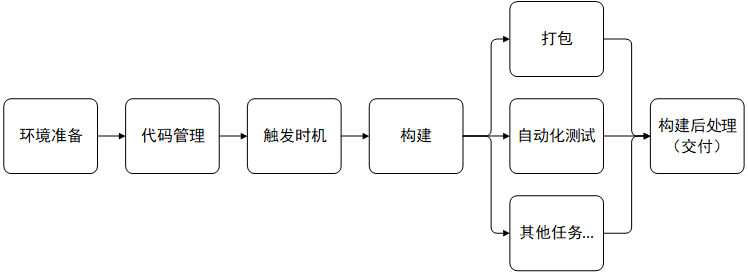 环境准备
代码管理
触发时机
构建
打包
自动化测试
其他任务...
构建后处理
（交付）